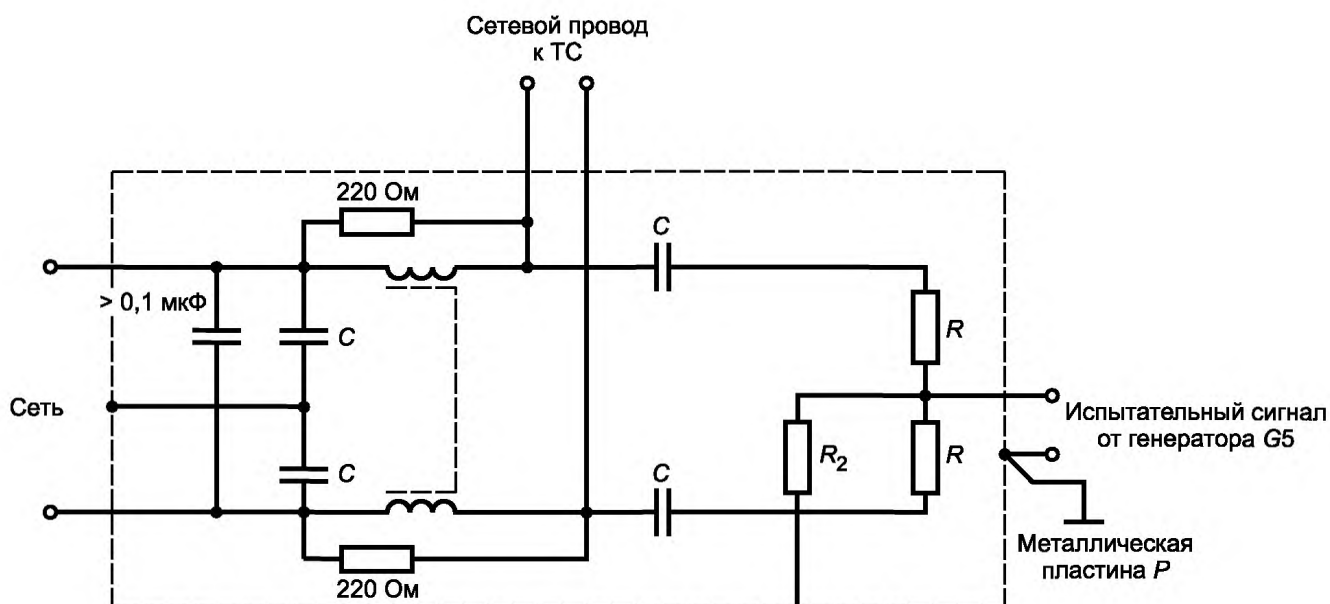 Сетевой провод
к ТС
220 Ом
C
> 0,1 мкФ
C
R
Сеть
Испытательный сигнал
от генератора G5
R2
R
C
C
Металлическая
пластина P
220 Ом